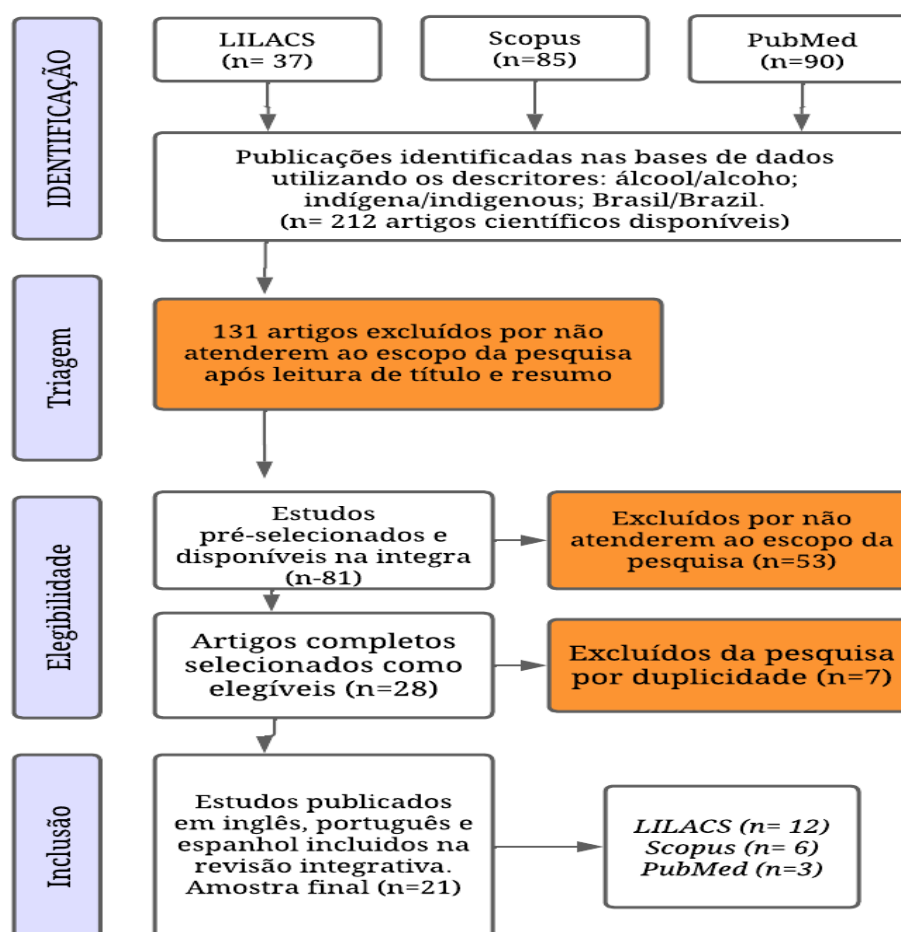 IDENTIFICAÇÃO
LILACS
(n= 37)
Scopus
(n=85)
PubMed
(n=90)
Publicações identificadas nas bases de dados
utilizando os descritores: álcool/alcoho;
indígena/indigenous; Brasil/Brazil.
(n= 212 artigos científicos disponíveis)
Triagem
131 artigos excluídos por não
atenderem ao escopo da pesquisa
após leitura de título e resumo
Elegibilidade
Estudos
pré-selecionados e
disponíveis na integra
(n-81)
Excluídos por não
atenderem ao escopo da
pesquisa (n=53)
Artigos completos
selecionados como
elegíveis (n=28)
Excluídos da pesquisa
por duplicidade (n=7)
Inclusão
Estudos publicados
em inglês, português e
espanhol incluidos na
revisão integrativa.
Amostra final (n=21)
LILACS (n= 12)
Scopus (n= 6)
PubMed (n=3)